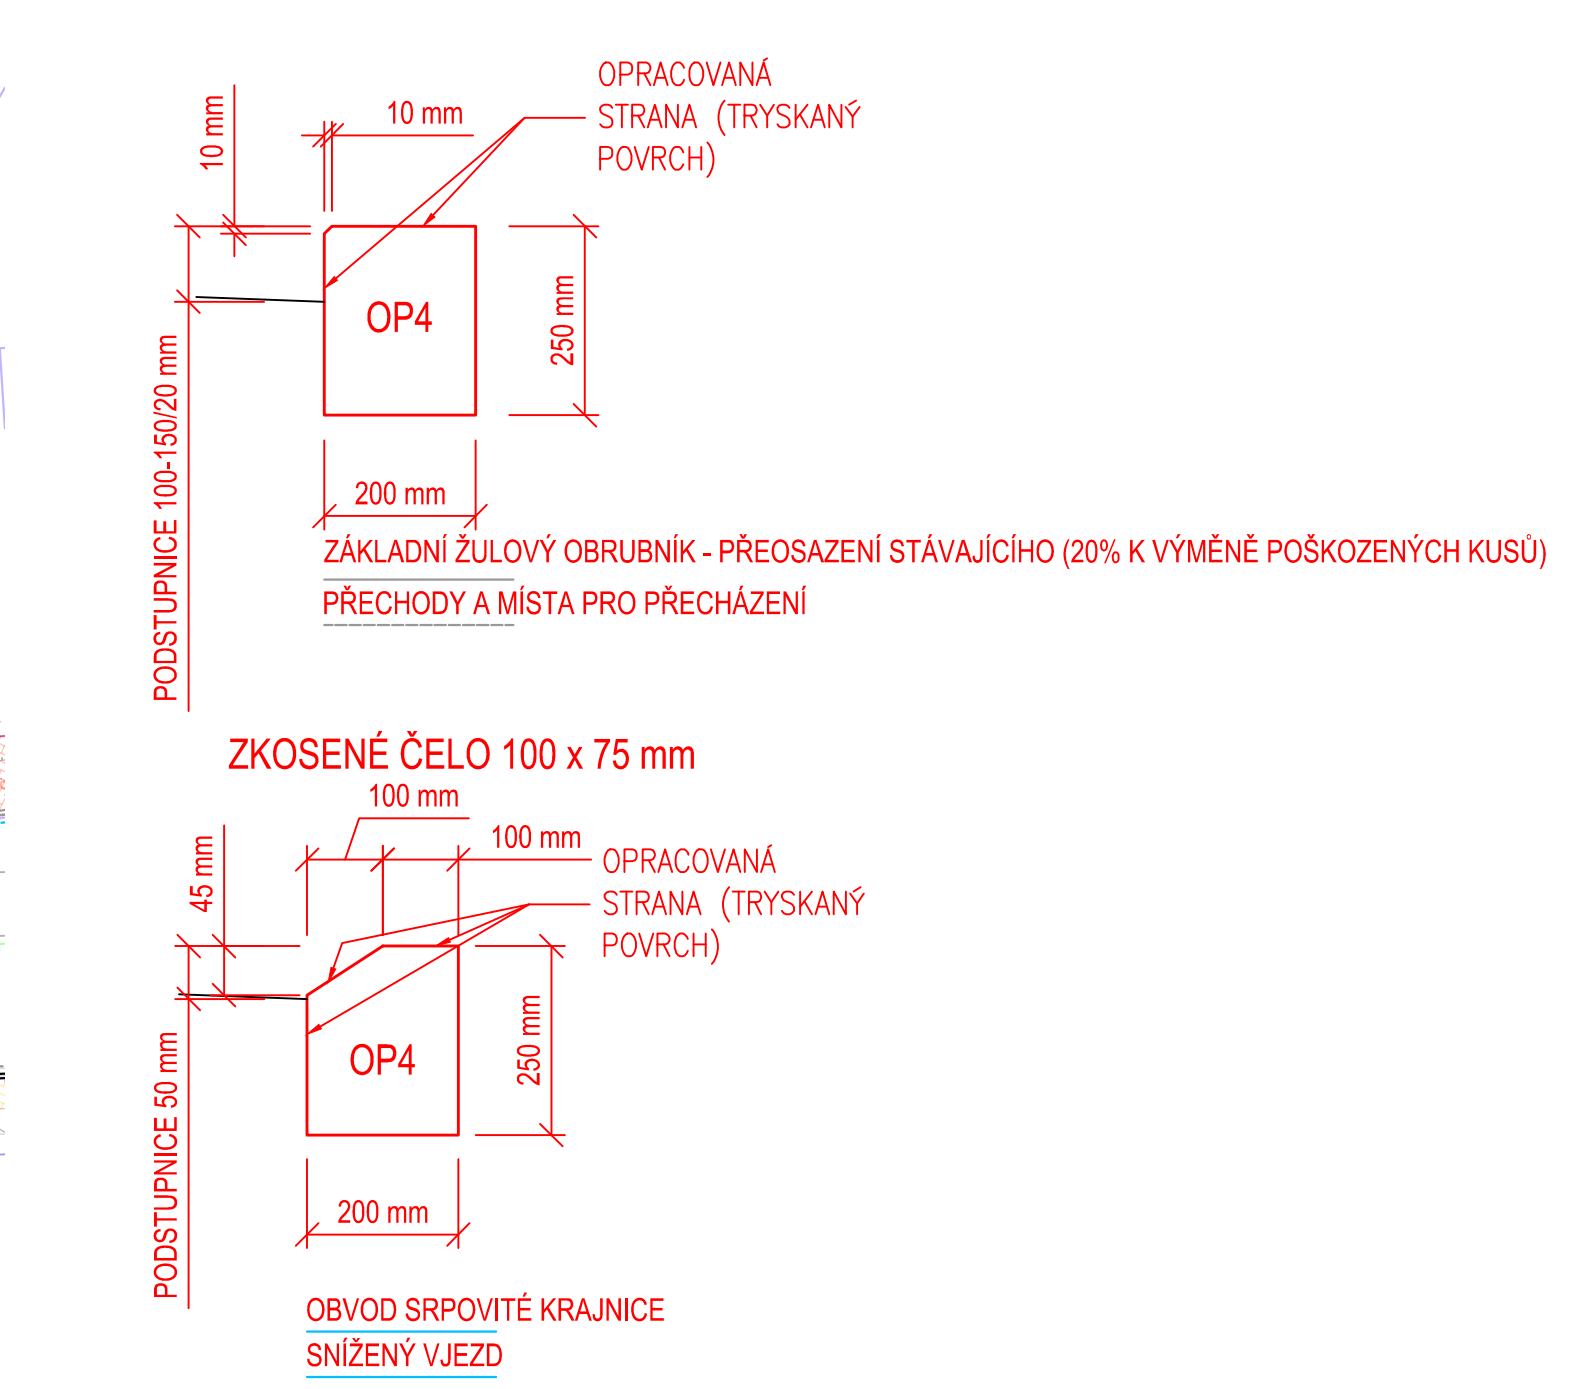 OPRACOVANÁ
STRANA (TRYSKANÝ
POVRCH)
10 mm
10 mm
OP4
250 mm
PODSTUPNICE 100-150/20 mm
200 mm
ZÁKLADNÍ ŽULOVÝ OBRUBNÍK - PŘEOSAZENÍ STÁVAJÍCÍHO (20% K VÝMĚNĚ POŠKOZENÝCH KUSŮ)
PŘECHODY A MÍSTA PRO PŘECHÁZENÍ
ZKOSENÉ ČELO 100 x 75 mm
100 mm
100 mm
45 mm
OPRACOVANÁ
STRANA (TRYSKANÝ
POVRCH)
OP4
250 mm
PODSTUPNICE 50 mm
200 mm
OBVOD SRPOVITÉ KRAJNICE
SNÍŽENÝ VJEZD